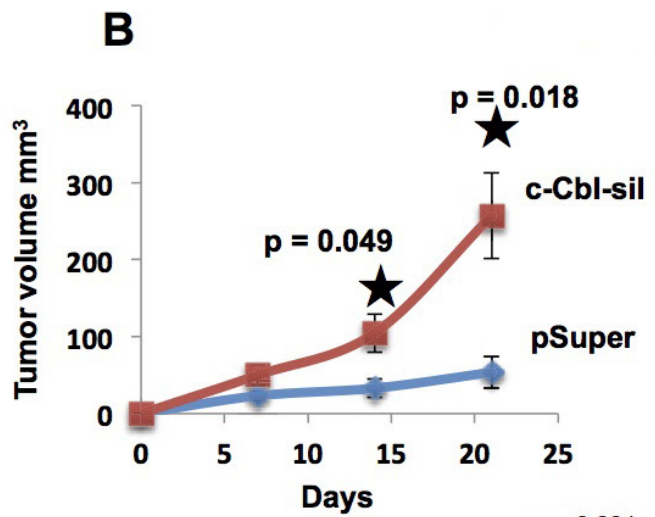 B
p = 0.018
400
Tumor volume mm³
300
c-Cbl-sil
p = 0.049
200
100
pSuper
0
0 5 10 15 20 25
Days